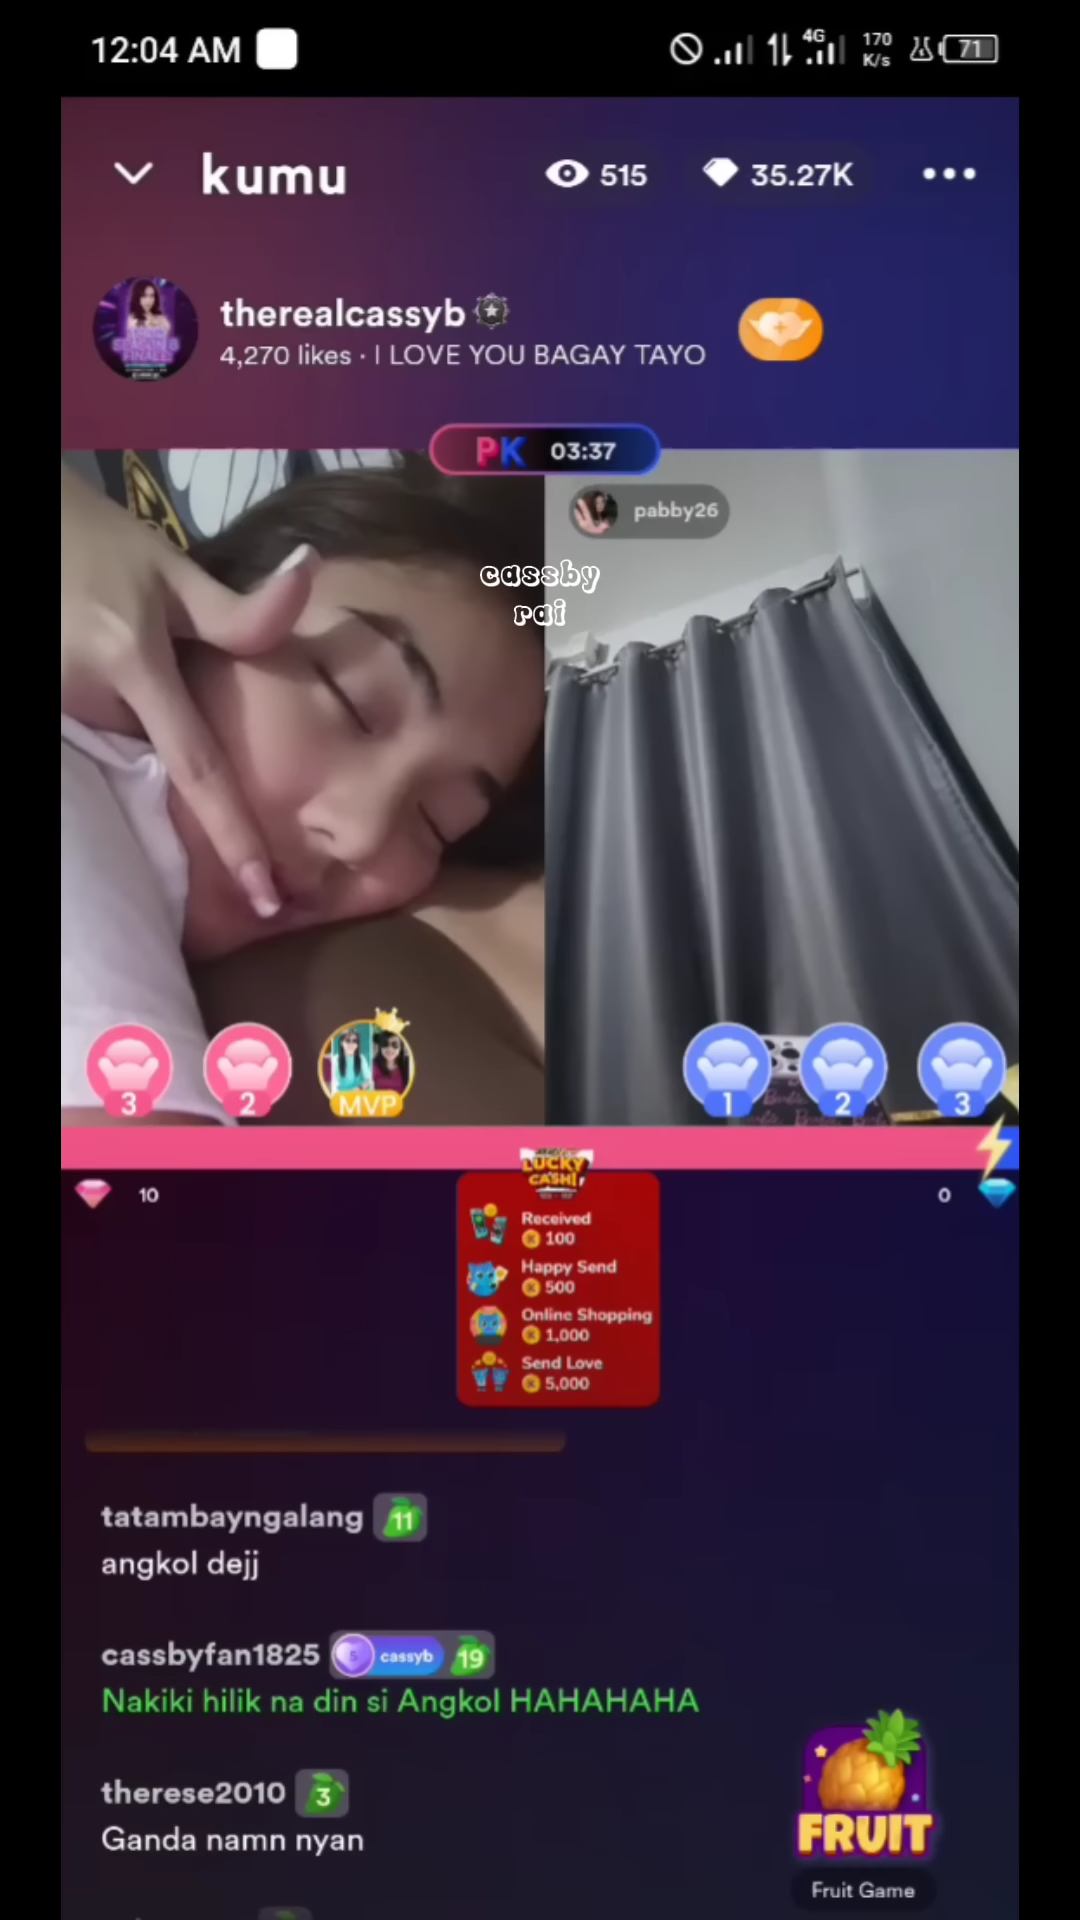 12:04 AM
4G
170
K/s
71
kumu
515
35.27K
therealcassyb
4,270 likes · I LOVE YOU BAGAY TAYO
PK 03:37
pabby26
cassby
rai
3
2
MVP
1
2
3
10
LUCKY
CASH!
0
Received
100
Happy Send
500
Online Shopping
1,000
Send Love
5,000
tatambayngalang 11
angkol dejj
cassbyfan1825 5 cassyb 19
Nakiki hilik na din si Angkol HAHAHAHA
therese2010 3
Ganda namn nyan
FRUIT
Fruit Game